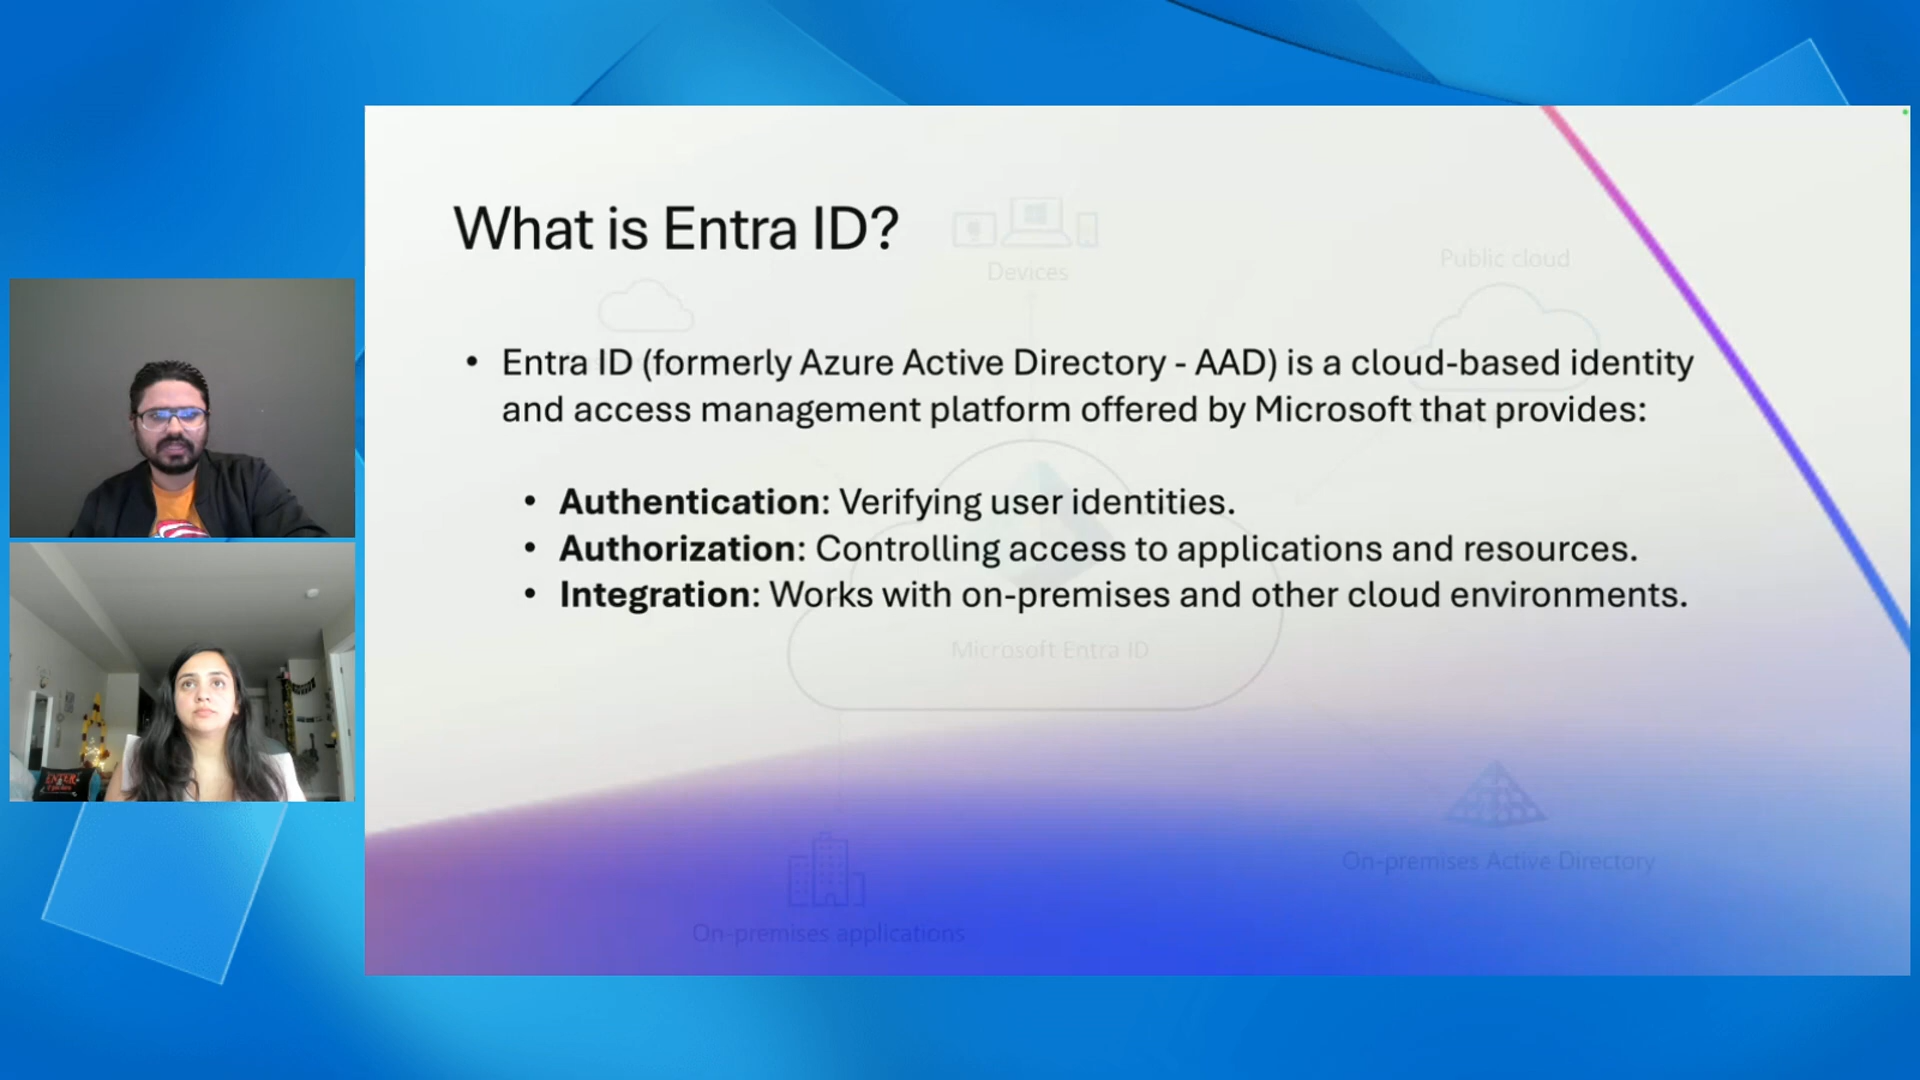 What is Entra ID?
Devices
Public cloud
• Entra ID (formerly Azure Active Directory - AAD) is a cloud-based identity
and access management platform offered by Microsoft that provides:
• Authentication: Verifying user identities.
• Authorization: Controlling access to applications and resources.
• Integration: Works with on-premises and other cloud environments.
Microsoft Entra ID
On-premises Active Directory
On-premises applications
ENTER